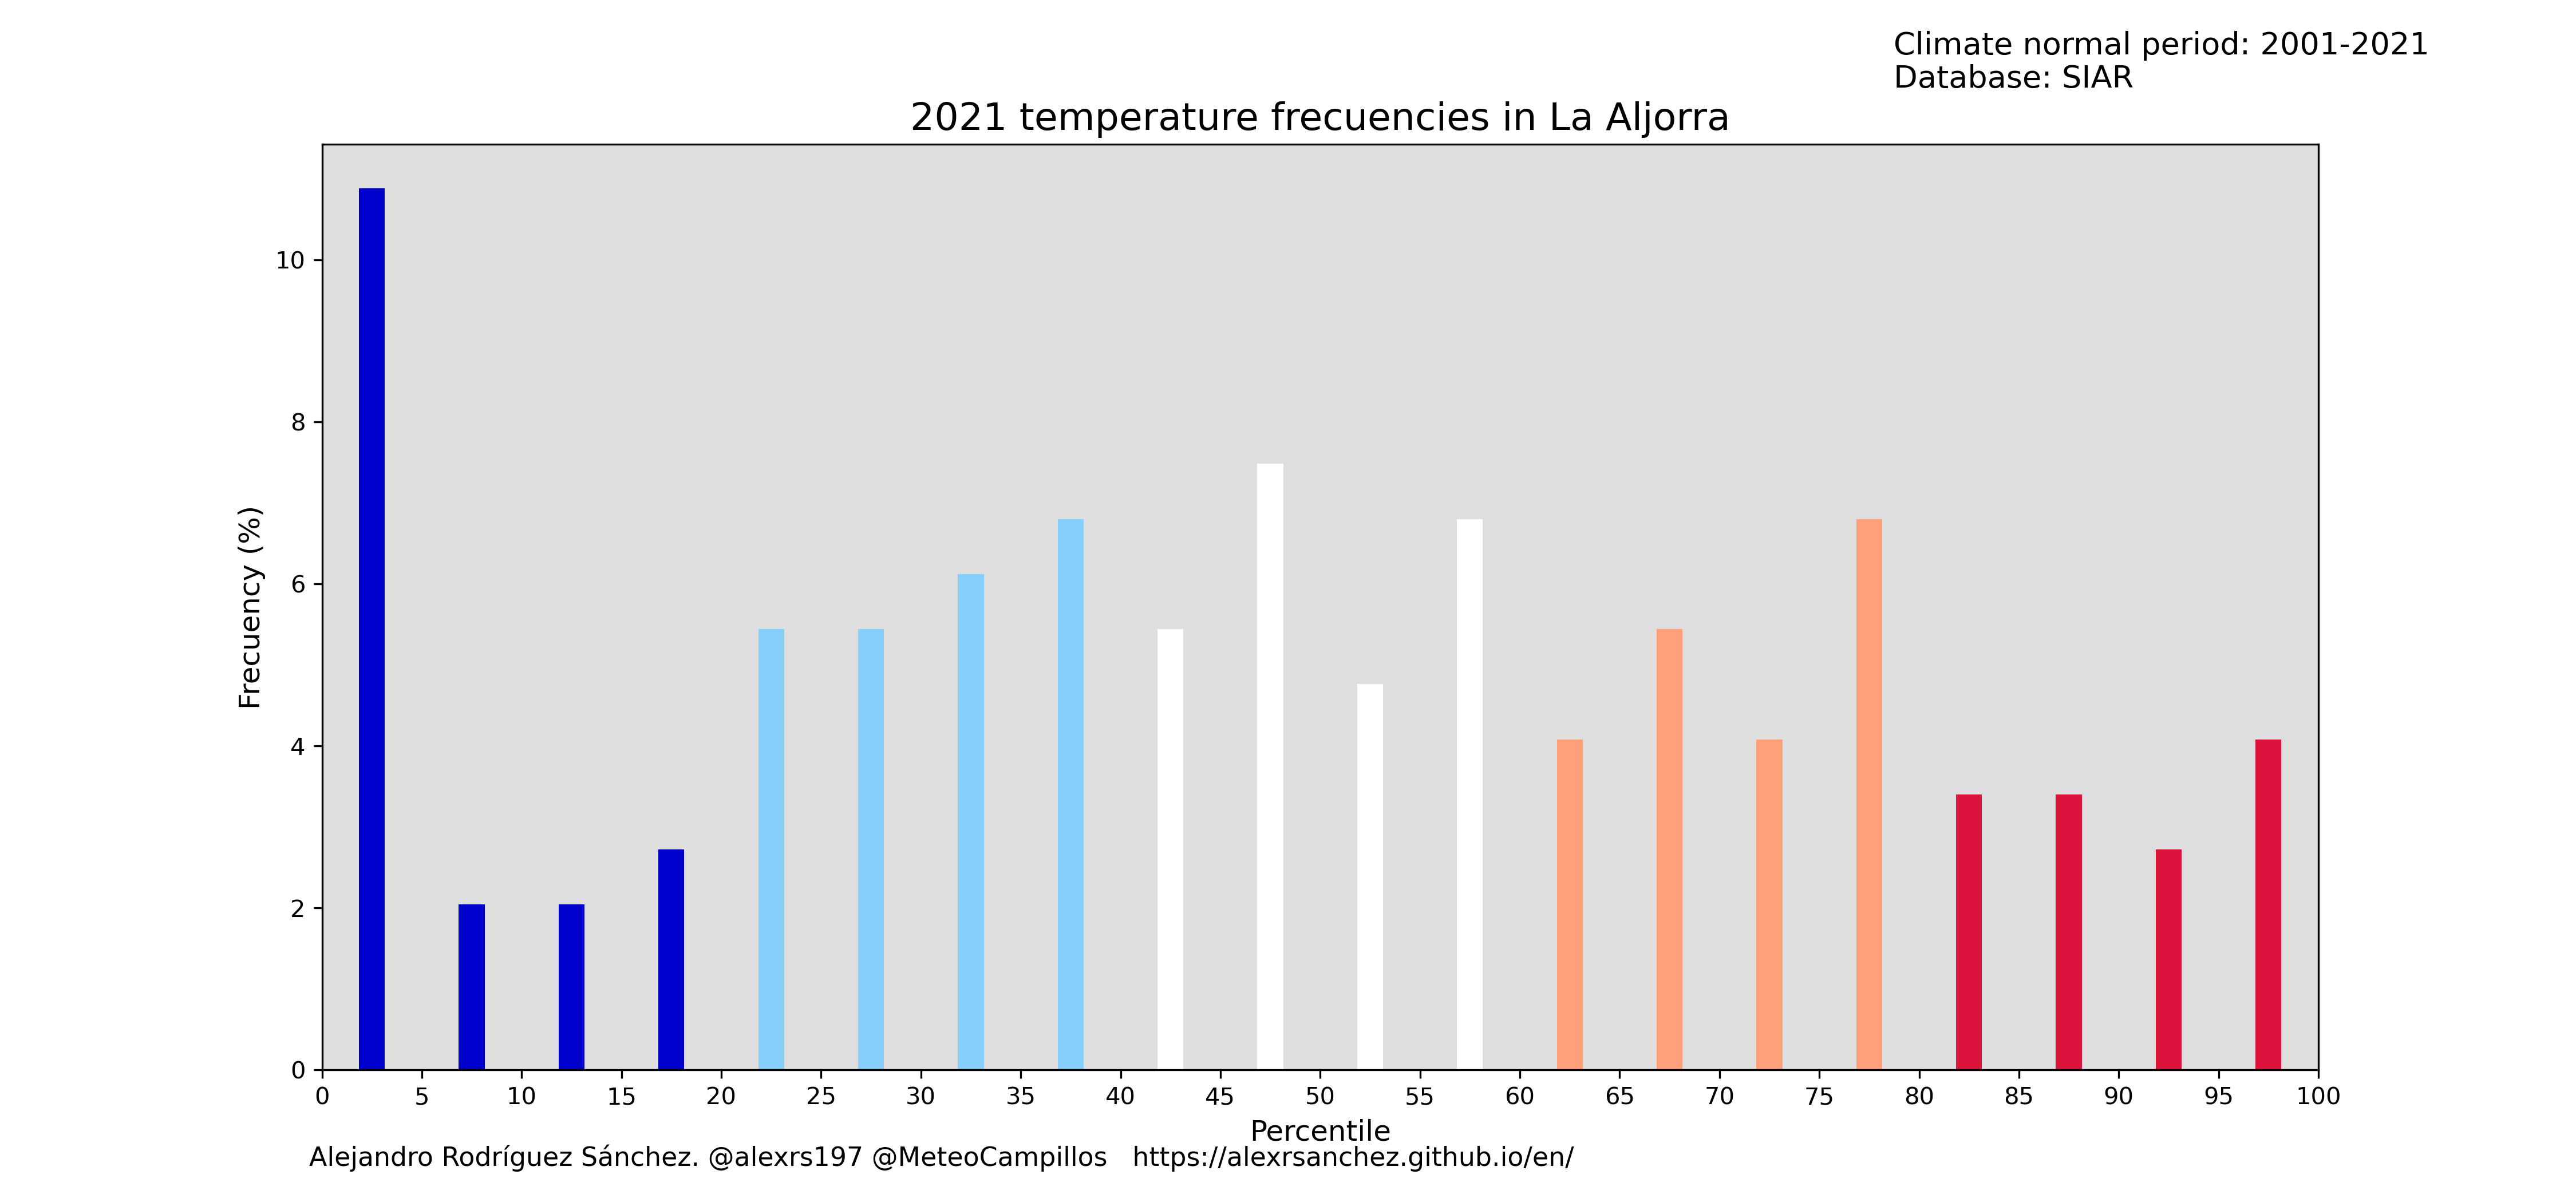 Climate normal period: 2001-2021
Database: SIAR
2021 temperature frecuencies in La Aljorra
Frecuency (%)
10
8
6
4
2
0
0 5 10 15 20 25 30 35 40 45 50 55 60 65 70 75 80 85 90 95 100
Percentile
Alejandro Rodríguez Sánchez. @alexrs197 @MeteoCampillos https://alexrsanchez.github.io/en/